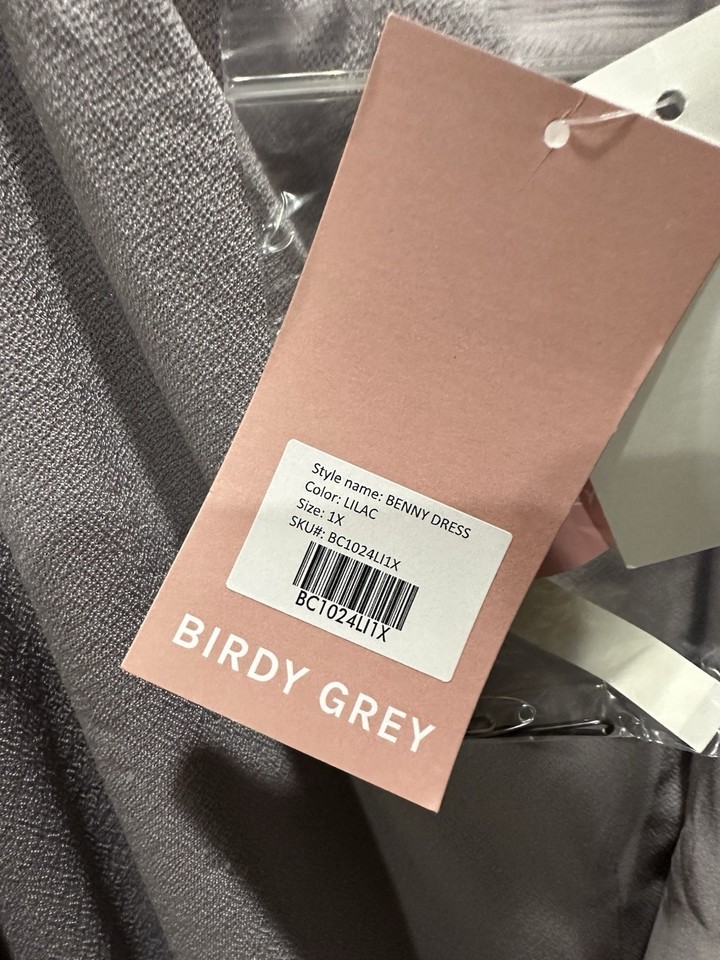 Style name: BENNY DRESS
Color: LILAC
Size: 1X
SKU#: BC1024LI1X
BC1024LI1X
BIRDY GREY